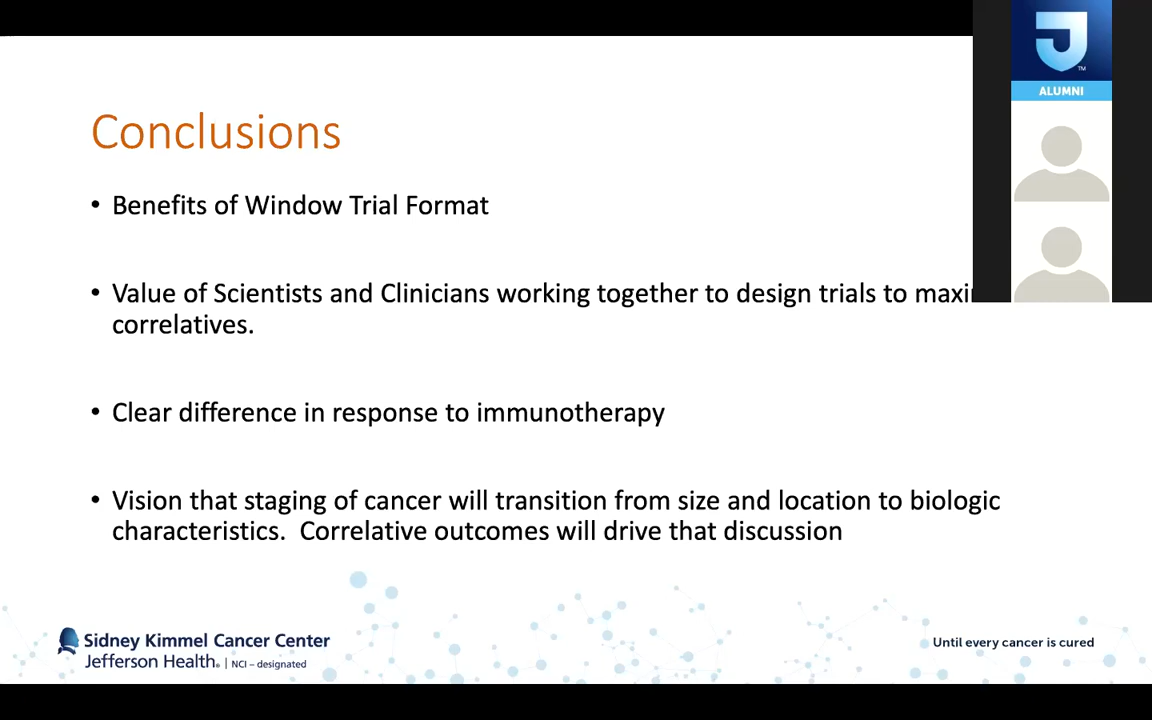 Conclusions
• Benefits of Window Trial Format
• Value of Scientists and Clinicians working together to design trials to
correlatives.
• Clear difference in response to immunotherapy
• Vision that staging of cancer will transition from size and location to biologic
characteristics.  Correlative outcomes will drive that discussion
Sidney Kimmel Cancer Center
Jefferson Health® | NCI – designated
Until every cancer is cured
J™
ALUMNI